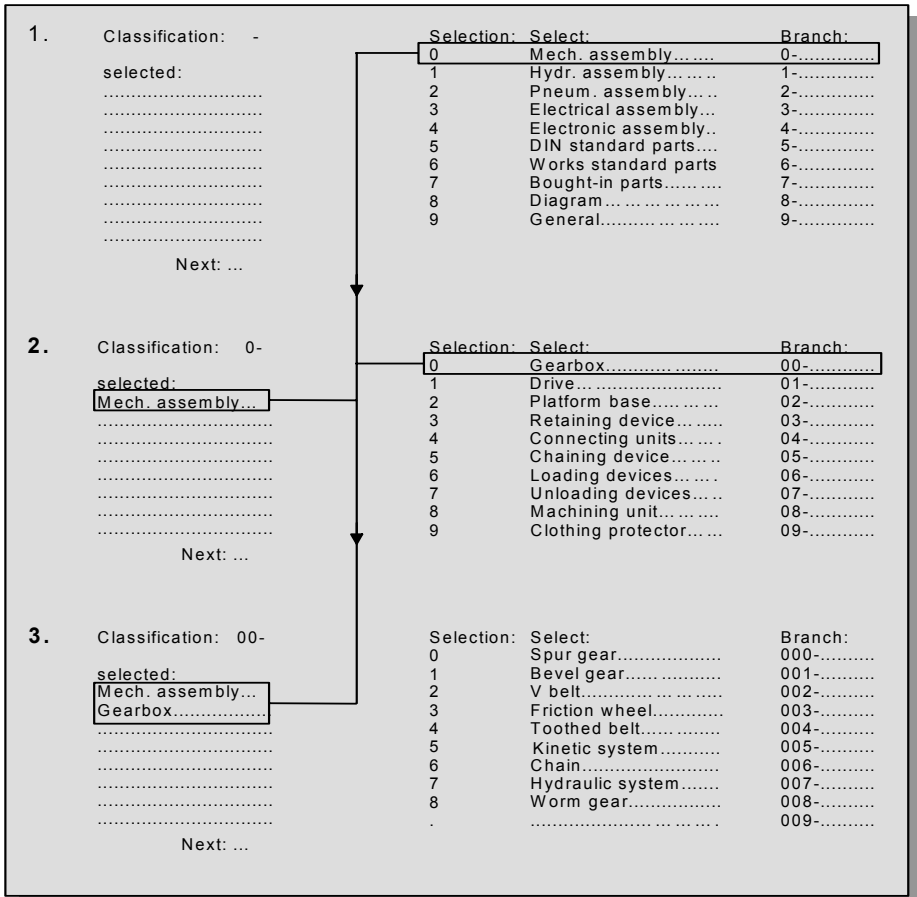 1. Classification: - Selection: Select: Branch:
0 Mech. assembly....... 0-..............
selected: 1 Hydr. assembly........ 1-..............
............................. 2 Pneum. assembly..... 2-..............
............................. 3 Electrical assembly... 3-..............
............................. 4 Electronic assembly.. 4-..............
............................. 5 DIN standard parts.... 5-..............
............................. 6 Works standard parts 6-..............
............................. 7 Bought-in parts.......... 7-..............
............................. 8 Diagram..................... 8-..............
............................. 9 General...................... 9-..............
.............................
Next: ...
2. Classification: 0- Selection: Select: Branch:
0 Gearbox.................... 00-............
selected: 1 Drive.......................... 01-............
Mech. assembly... 2 Platform base............ 02-............
................................ 3 Retaining device........ 03-............
................................ 4 Connecting units....... 04-............
................................ 5 Chaining device........ 05-............
................................ 6 Loading devices....... 06-............
................................ 7 Unloading devices..... 07-............
................................ 8 Machining unit.......... 08-............
................................ 9 Clothing protector...... 09-............
Next: ...
3. Classification: 00- Selection: Select: Branch:
0 Spur gear................... 000-..........
selected: 1 Bevel gear................. 001-..........
Mech. assembly... 2 V belt......................... 002-..........
Gearbox.................. 3 Friction wheel............. 003-..........
................................ 4 Toothed belt.............. 004-..........
................................ 5 Kinetic system........... 005-..........
................................ 6 Chain......................... 006-..........
................................ 7 Hydraulic system....... 007-..........
................................ 8 Worm gear................. 008-..........
................................ . .................................. 009-..........
Next: ...